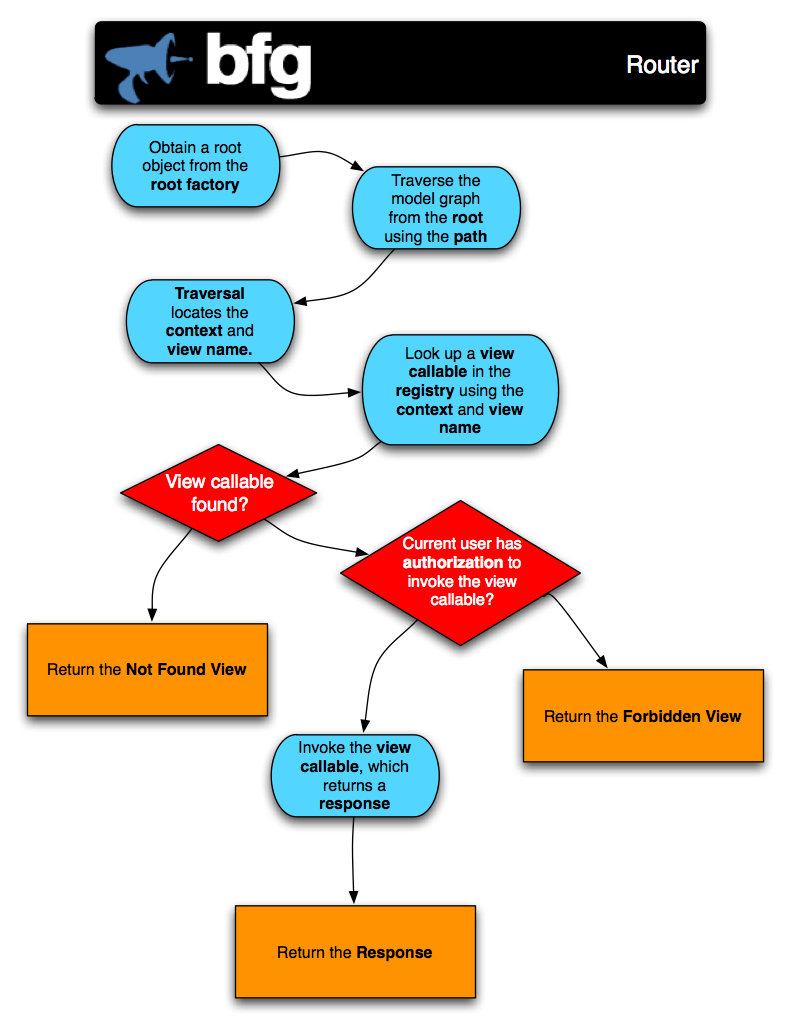 bfg
Router
Obtain a root
object from the
root factory
Traverse the
model graph
from the root
using the path
Traversal
locates the
context and
view name.
Look up a view
callable in the
registry using the
context and view
name
View callable
found?
Current user has
authorization to
invoke the view
callable?
Return the Not Found View
Return the Forbidden View
Invoke the view
callable, which
returns a
response
Return the Response